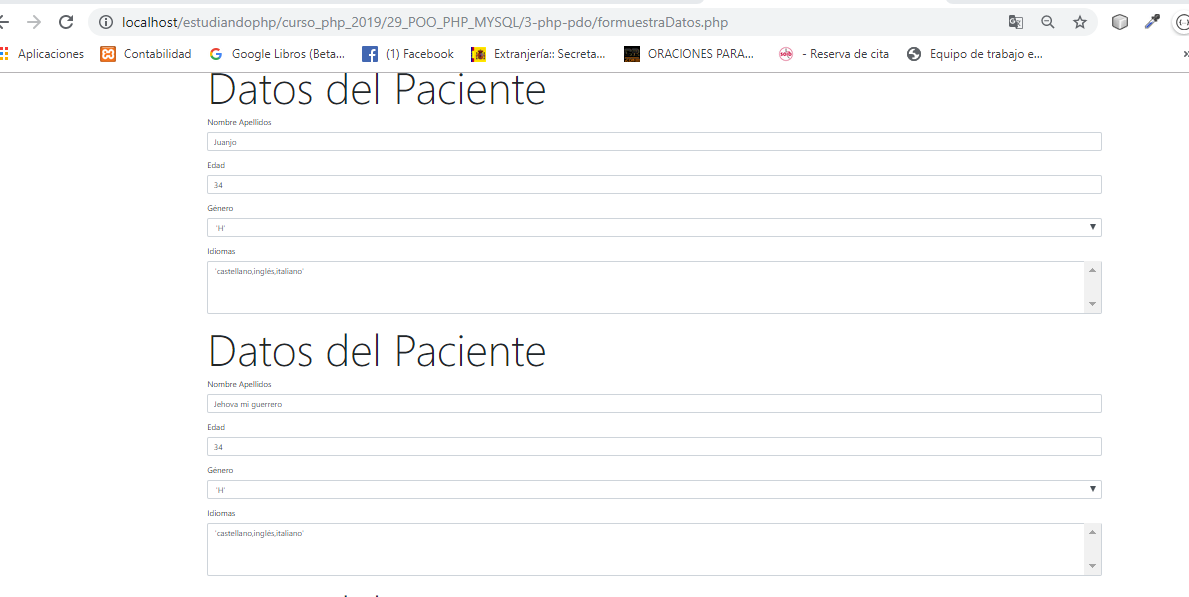 localhost/estudiandophp/curso_php_2019/29_POO_PHP_MYSQL/3-php-pdo/formuestraDatos.php
Aplicaciones Contabilidad Google Libros (Beta... (1) Facebook Extranjería:: Secreta... ORACIONES PARA... - Reserva de cita Equipo de trabajo e... »
Datos del Paciente
Nombre Apellidos
Juanjo
Edad
34
Género
'H'
Idiomas
'castellano,inglés,italiano'
Datos del Paciente
Nombre Apellidos
Jehova mi guerrero
Edad
34
Género
'H'
Idiomas
'castellano,inglés,italiano'